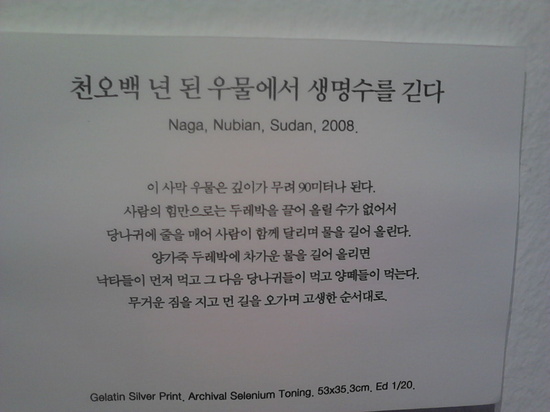 천오백 년 된 우물에서 생명수를 긷다
Naga, Nubian, Sudan, 2008.
이 사막 우물은 깊이가 무려 90미터나 된다.
사람의 힘만으로는 두레박을 끌어 올릴 수가 없어서
당나귀에 줄을 매어 사람이 함께 달리며 물을 길어 올린다.
양가죽 두레박에 차가운 물을 길어 올리면
낙타들이 먼저 먹고 그 다음 당나귀들이 먹고 양떼들이 먹는다.
무거운 짐을 지고 먼 길을 오가며 고생한 순서대로.
Gelatin Silver Print, Archival Selenium Toning, 53x35.3cm, Ed 1/20.